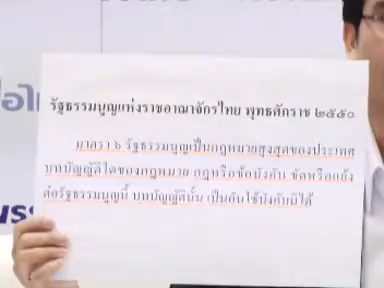 รัฐธรรมนูญแห่งราชอาณาจักรไทย พุทธศักราช ๒๕๕๐
มาตรา ๖ รัฐธรรมนูญเป็นกฎหมายสูงสุดของประเทศ
บทบัญญัติใดของกฎหมาย กฎหรือข้อบังคับ ขัดหรือแย้ง
ต่อรัฐธรรมนูญนี้ บทบัญญัตินั้น เป็นอันใช้บังคับมิได้